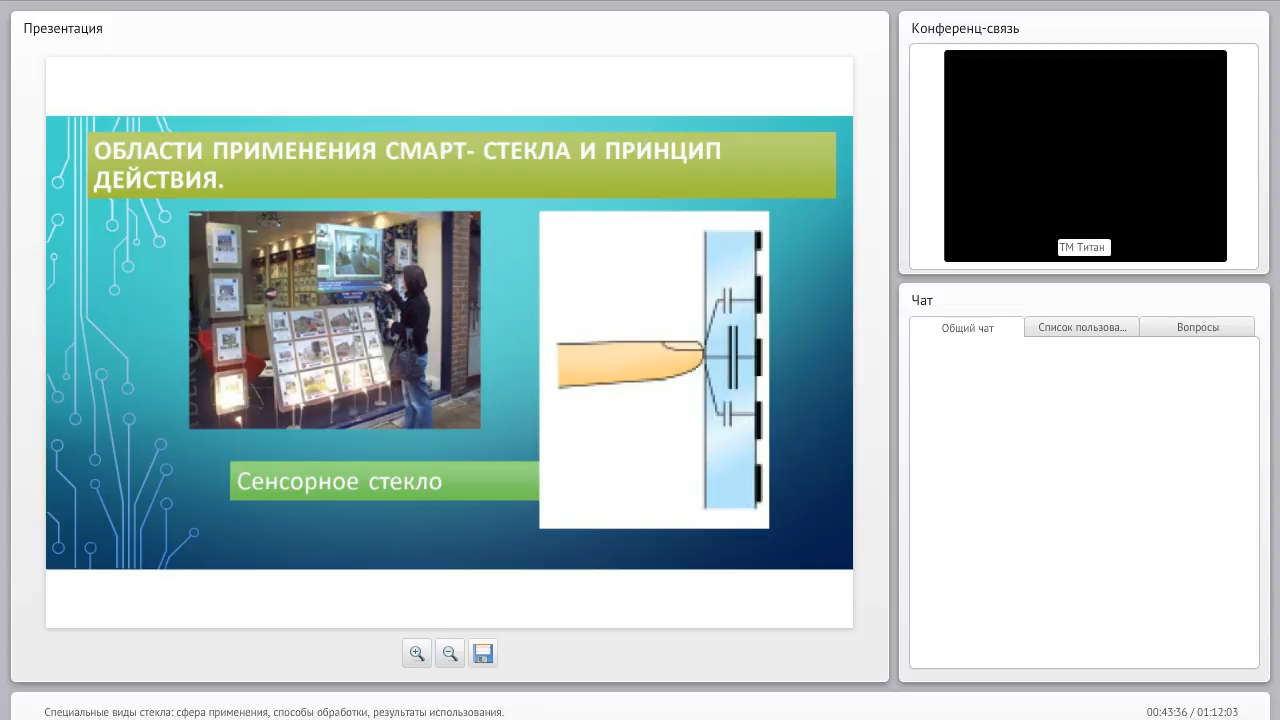 Презентация
ОБЛАСТИ ПРИМЕНЕНИЯ СМАРТ- СТЕКЛА И ПРИНЦИП
ДЕЙСТВИЯ.
Сенсорное стекло
Конференц-связь
ТМ Титан
Чат
Общий чат
Список пользова...
Вопросы
Специальные виды стекла: сфера применения, способы обработки, результаты использования.
00:43:36 / 01:12:03